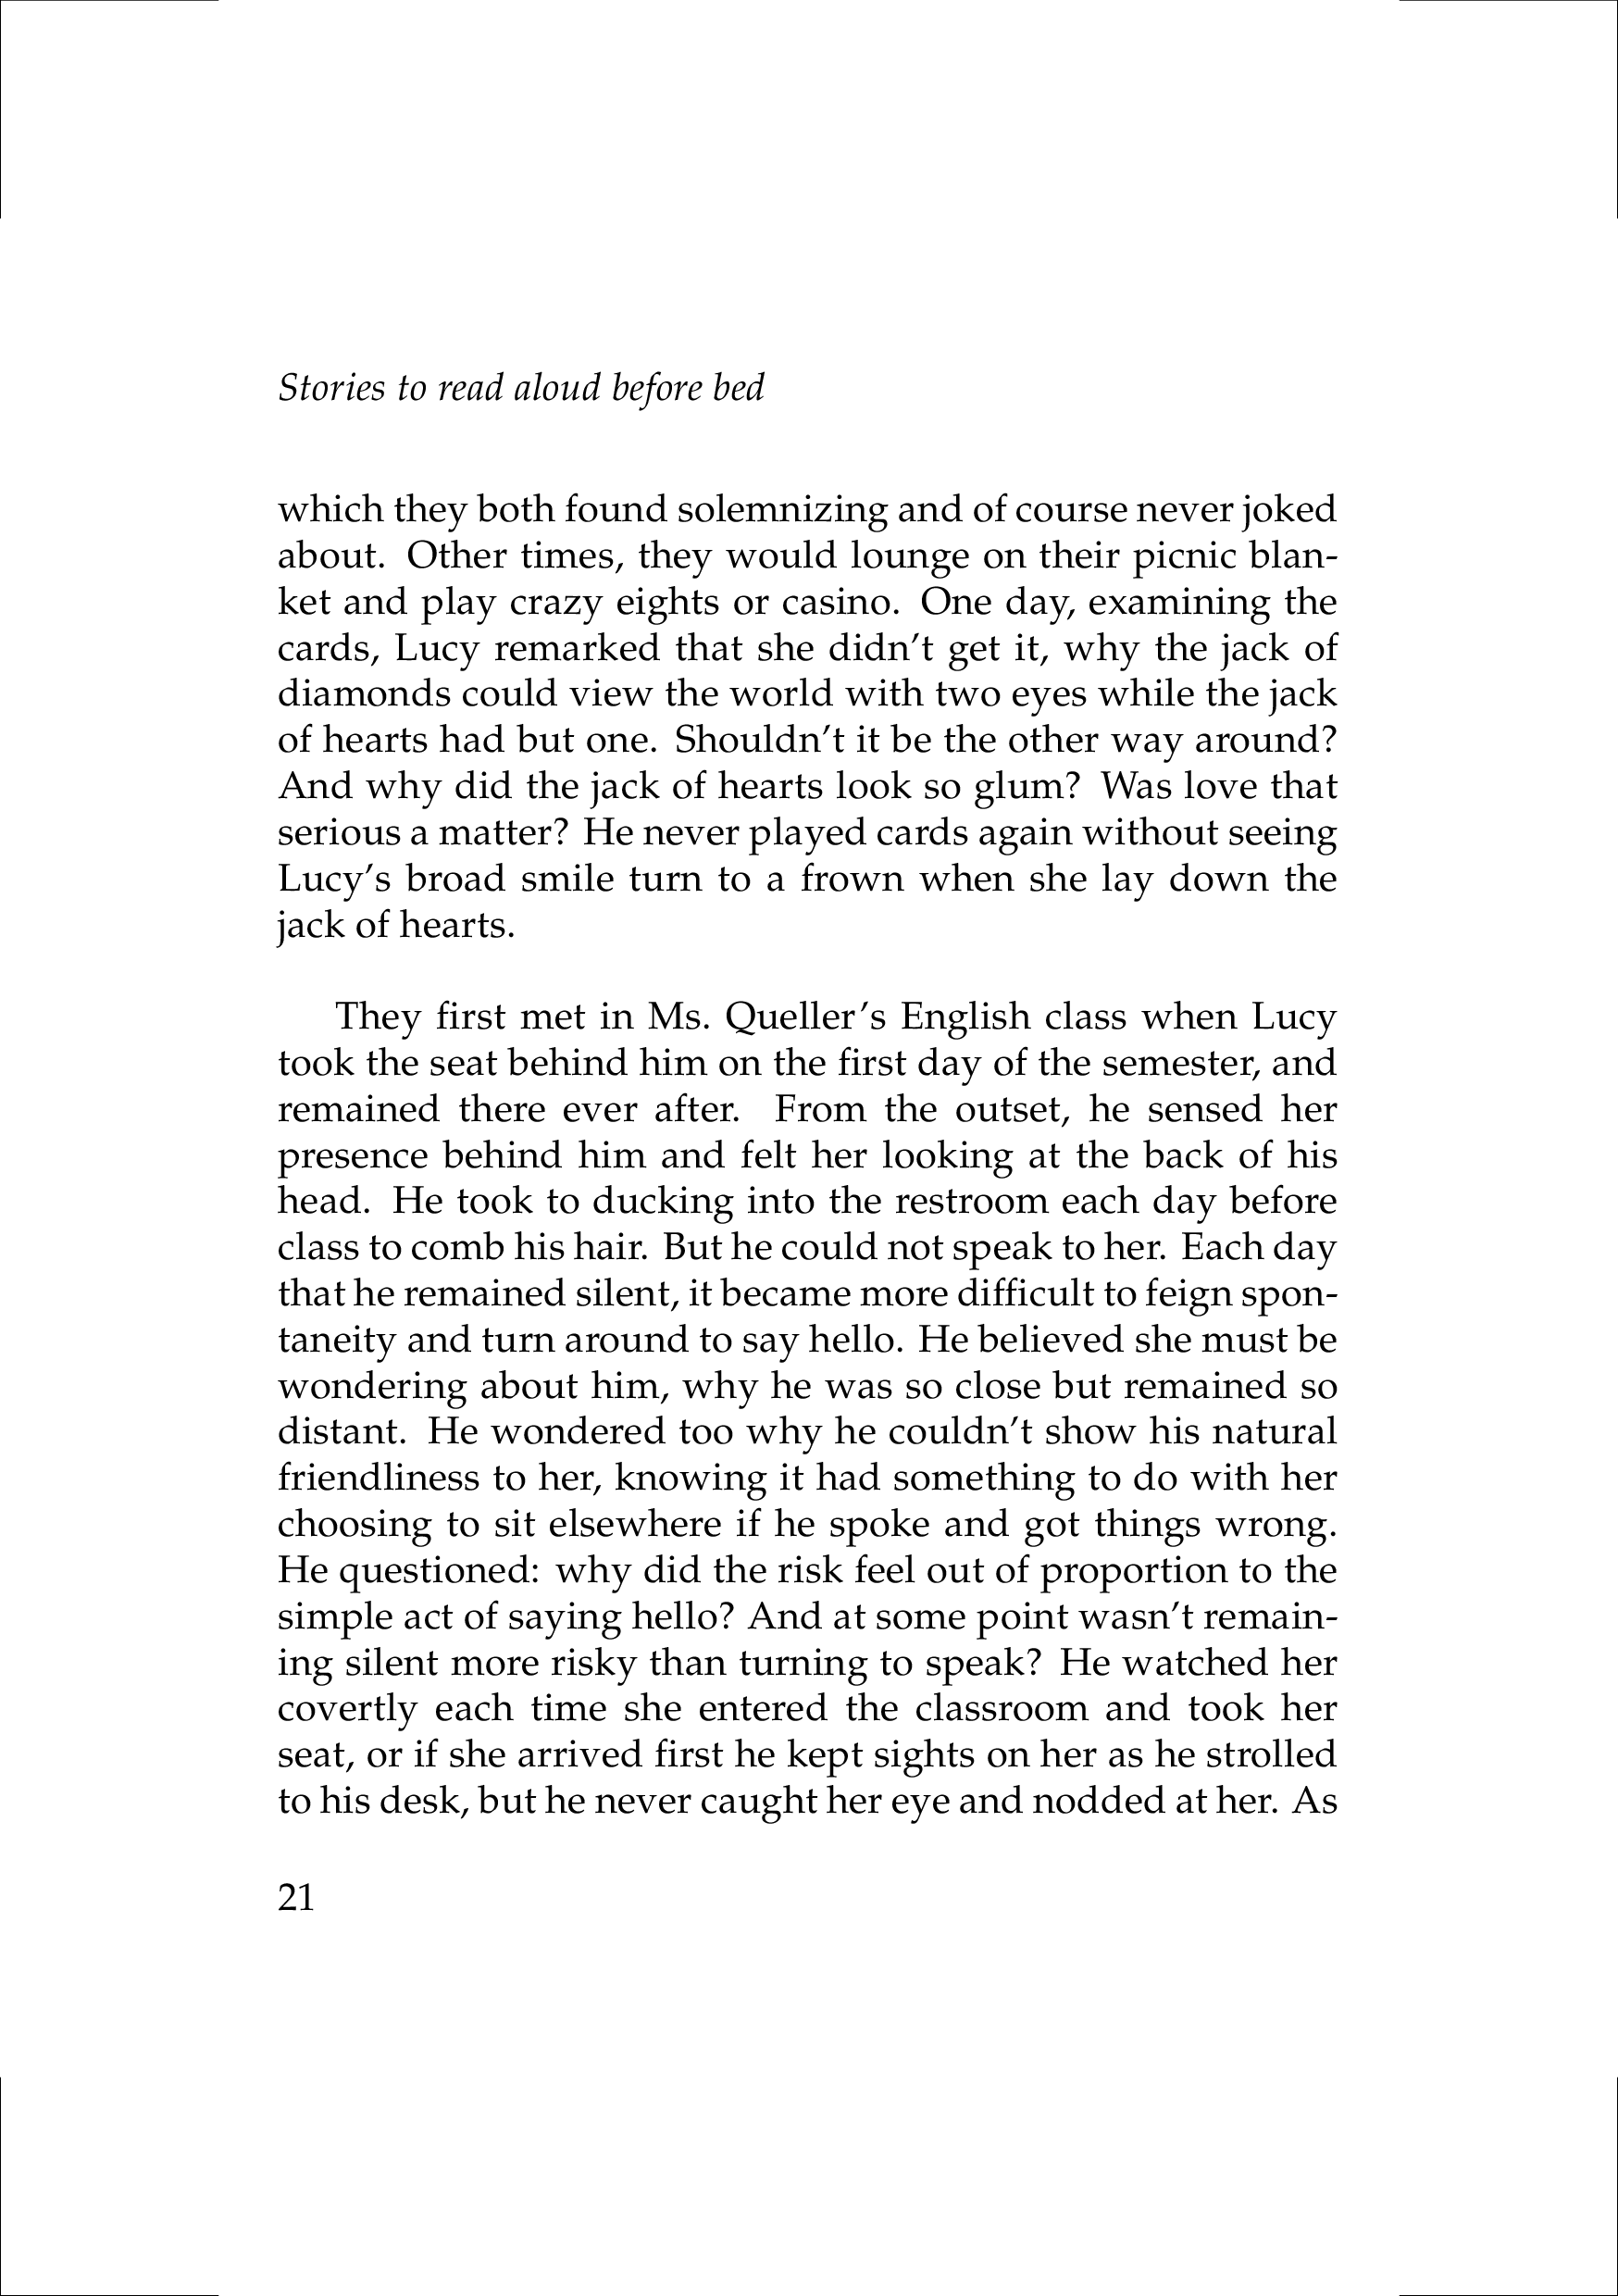 Stories to read aloud before bed
which they both found solemnizing and of course never joked
about. Other times, they would lounge on their picnic blan-
ket and play crazy eights or casino. One day, examining the
cards, Lucy remarked that she didn’t get it, why the jack of
diamonds could view the world with two eyes while the jack
of hearts had but one. Shouldn’t it be the other way around?
And why did the jack of hearts look so glum? Was love that
serious a matter? He never played cards again without seeing
Lucy’s broad smile turn to a frown when she lay down the
jack of hearts.
They first met in Ms. Queller’s English class when Lucy
took the seat behind him on the first day of the semester, and
remained there ever after. From the outset, he sensed her
presence behind him and felt her looking at the back of his
head. He took to ducking into the restroom each day before
class to comb his hair. But he could not speak to her. Each day
that he remained silent, it became more difficult to feign spon-
taneity and turn around to say hello. He believed she must be
wondering about him, why he was so close but remained so
distant. He wondered too why he couldn’t show his natural
friendliness to her, knowing it had something to do with her
choosing to sit elsewhere if he spoke and got things wrong.
He questioned: why did the risk feel out of proportion to the
simple act of saying hello? And at some point wasn’t remain-
ing silent more risky than turning to speak? He watched her
covertly each time she entered the classroom and took her
seat, or if she arrived first he kept sights on her as he strolled
to his desk, but he never caught her eye and nodded at her. As
21